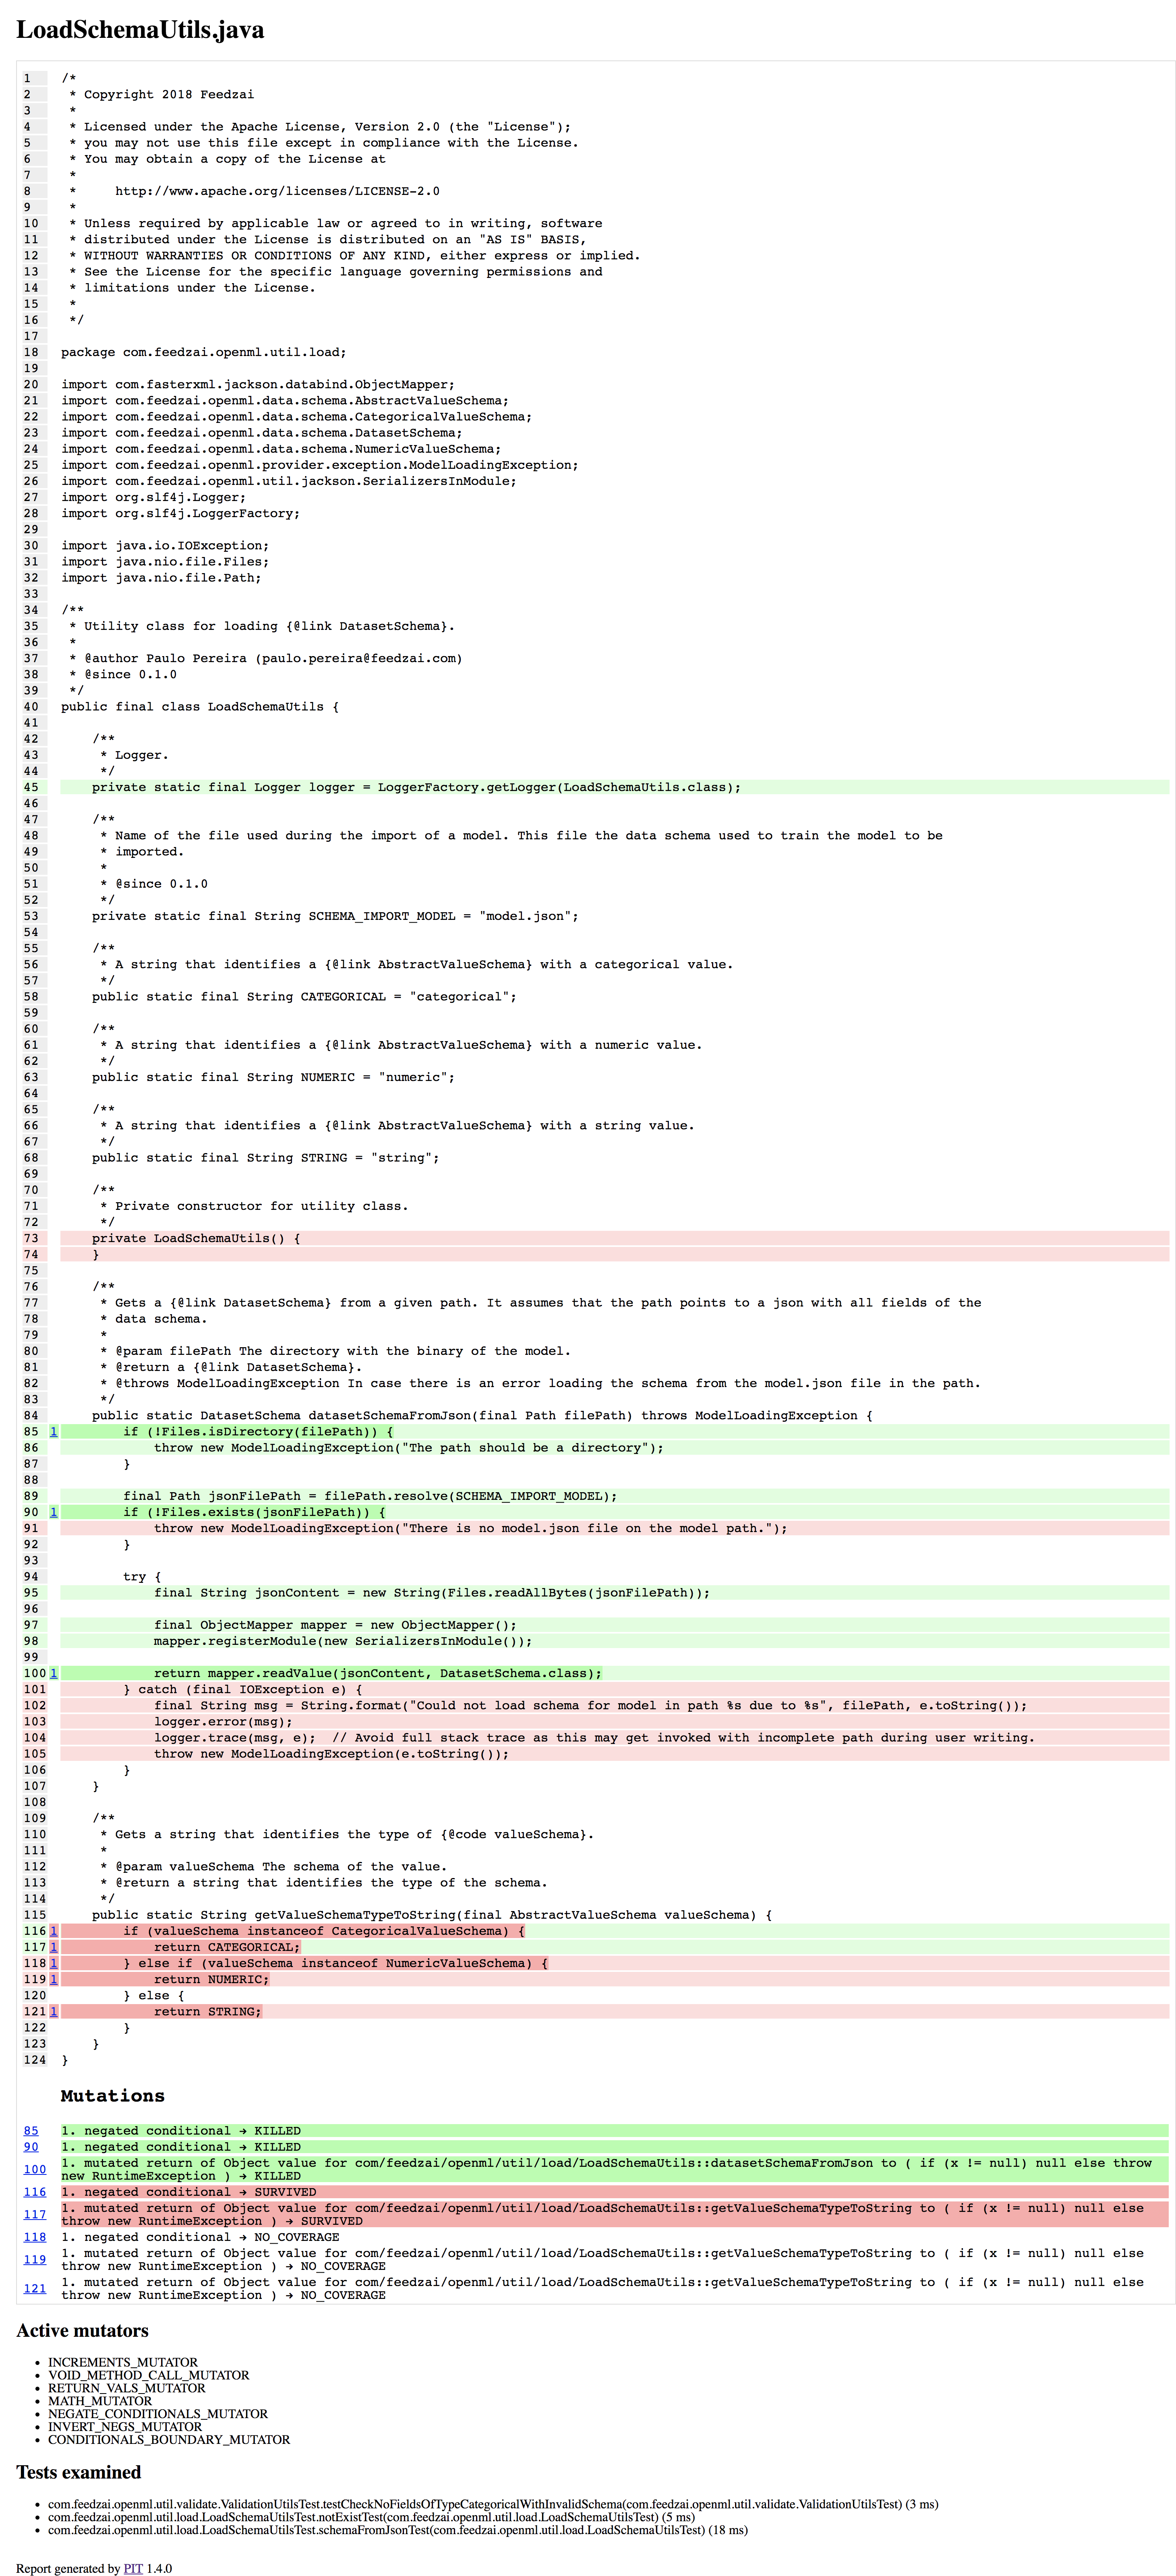 LoadSchemaUtils.java
1 /*
2  * Copyright 2018 Feedzai
3  *
4  * Licensed under the Apache License, Version 2.0 (the "License");
5  * you may not use this file except in compliance with the License.
6  * You may obtain a copy of the License at
7  *
8  *     http://www.apache.org/licenses/LICENSE-2.0
9  *
10  * Unless required by applicable law or agreed to in writing, software
11  * distributed under the License is distributed on an "AS IS" BASIS,
12  * WITHOUT WARRANTIES OR CONDITIONS OF ANY KIND, either express or implied.
13  * See the License for the specific language governing permissions and
14  * limitations under the License.
15  *
16  */
17
18 package com.feedzai.openml.util.load;
19
20 import com.fasterxml.jackson.databind.ObjectMapper;
21 import com.feedzai.openml.data.schema.AbstractValueSchema;
22 import com.feedzai.openml.data.schema.CategoricalValueSchema;
23 import com.feedzai.openml.data.schema.DatasetSchema;
24 import com.feedzai.openml.data.schema.NumericValueSchema;
25 import com.feedzai.openml.provider.exception.ModelLoadingException;
26 import com.feedzai.openml.util.jackson.SerializersInModule;
27 import org.slf4j.Logger;
28 import org.slf4j.LoggerFactory;
29
30 import java.io.IOException;
31 import java.nio.file.Files;
32 import java.nio.file.Path;
33
34 /**
35  * Utility class for loading {@link DatasetSchema}.
36  *
37  * @author Paulo Pereira (paulo.pereira@feedzai.com)
38  * @since 0.1.0
39  */
40 public final class LoadSchemaUtils {
41
42     /**
43      * Logger.
44      */
45     private static final Logger logger = LoggerFactory.getLogger(LoadSchemaUtils.class);
46
47     /**
48      * Name of the file used during the import of a model. This file the data schema used to train the model to be
49      * imported.
50      *
51      * @since 0.1.0
52      */
53     private static final String SCHEMA_IMPORT_MODEL = "model.json";
54
55     /**
56      * A string that identifies a {@link AbstractValueSchema} with a categorical value.
57      */
58     public static final String CATEGORICAL = "categorical";
59
60     /**
61      * A string that identifies a {@link AbstractValueSchema} with a numeric value.
62      */
63     public static final String NUMERIC = "numeric";
64
65     /**
66      * A string that identifies a {@link AbstractValueSchema} with a string value.
67      */
68     public static final String STRING = "string";
69
70     /**
71      * Private constructor for utility class.
72      */
73     private LoadSchemaUtils() {
74     }
75
76     /**
77      * Gets a {@link DatasetSchema} from a given path. It assumes that the path points to a json with all fields of the
78      * data schema.
79      *
80      * @param filePath The directory with the binary of the model.
81      * @return a {@link DatasetSchema}.
82      * @throws ModelLoadingException In case there is an error loading the schema from the model.json file in the path.
83      */
84     public static DatasetSchema datasetSchemaFromJson(final Path filePath) throws ModelLoadingException {
85 1         if (!Files.isDirectory(filePath)) {
86             throw new ModelLoadingException("The path should be a directory");
87         }
88
89         final Path jsonFilePath = filePath.resolve(SCHEMA_IMPORT_MODEL);
90 1         if (!Files.exists(jsonFilePath)) {
91             throw new ModelLoadingException("There is no model.json file on the model path.");
92         }
93
94         try {
95             final String jsonContent = new String(Files.readAllBytes(jsonFilePath));
96
97             final ObjectMapper mapper = new ObjectMapper();
98             mapper.registerModule(new SerializersInModule());
99
100 1             return mapper.readValue(jsonContent, DatasetSchema.class);
101         } catch (final IOException e) {
102             final String msg = String.format("Could not load schema for model in path %s due to %s", filePath, e.toString());
103             logger.error(msg);
104             logger.trace(msg, e);  // Avoid full stack trace as this may get invoked with incomplete path during user writing.
105             throw new ModelLoadingException(e.toString());
106         }
107     }
108
109     /**
110      * Gets a string that identifies the type of {@code valueSchema}.
111      *
112      * @param valueSchema The schema of the value.
113      * @return a string that identifies the type of the schema.
114      */
115     public static String getValueSchemaTypeToString(final AbstractValueSchema valueSchema) {
116 1         if (valueSchema instanceof CategoricalValueSchema) {
117 1             return CATEGORICAL;
118 1         } else if (valueSchema instanceof NumericValueSchema) {
119 1             return NUMERIC;
120         } else {
121 1             return STRING;
122         }
123     }
124 }
Mutations
85 1. negated conditional → KILLED
90 1. negated conditional → KILLED
100 1. mutated return of Object value for com/feedzai/openml/util/load/LoadSchemaUtils::datasetSchemaFromJson to ( if (x != null) null else throw
new RuntimeException ) → KILLED
116 1. negated conditional → SURVIVED
117 1. mutated return of Object value for com/feedzai/openml/util/load/LoadSchemaUtils::getValueSchemaTypeToString to ( if (x != null) null else
throw new RuntimeException ) → SURVIVED
118 1. negated conditional → NO_COVERAGE
119 1. mutated return of Object value for com/feedzai/openml/util/load/LoadSchemaUtils::getValueSchemaTypeToString to ( if (x != null) null else
throw new RuntimeException ) → NO_COVERAGE
121 1. mutated return of Object value for com/feedzai/openml/util/load/LoadSchemaUtils::getValueSchemaTypeToString to ( if (x != null) null else
throw new RuntimeException ) → NO_COVERAGE
Active mutators
• INCREMENTS_MUTATOR
• VOID_METHOD_CALL_MUTATOR
• RETURN_VALS_MUTATOR
• MATH_MUTATOR
• NEGATE_CONDITIONALS_MUTATOR
• INVERT_NEGS_MUTATOR
• CONDITIONALS_BOUNDARY_MUTATOR
Tests examined
• com.feedzai.openml.util.validate.ValidationUtilsTest.testCheckNoFieldsOfTypeCategoricalWithInvalidSchema(com.feedzai.openml.util.validate.ValidationUtilsTest) (3 ms)
• com.feedzai.openml.util.load.LoadSchemaUtilsTest.notExistTest(com.feedzai.openml.util.load.LoadSchemaUtilsTest) (5 ms)
• com.feedzai.openml.util.load.LoadSchemaUtilsTest.schemaFromJsonTest(com.feedzai.openml.util.load.LoadSchemaUtilsTest) (18 ms)
Report generated by PIT 1.4.0